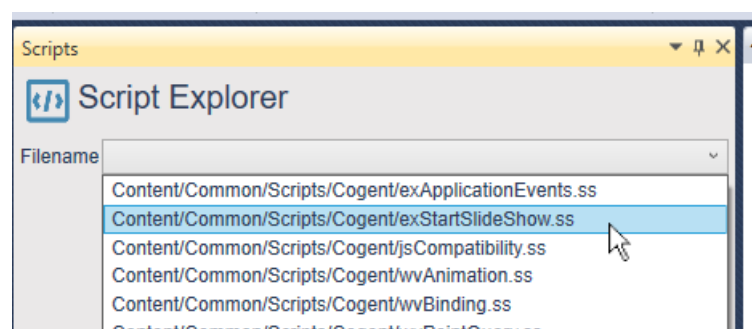 Scripts
Script Explorer
Filename
Content/Common/Scripts/Cogent/exApplicationEvents.ss
Content/Common/Scripts/Cogent/exStartSlideShow.ss
Content/Common/Scripts/Cogent/jsCompatibility.ss
Content/Common/Scripts/Cogent/wvAnimation.ss
Content/Common/Scripts/Cogent/wvBinding.ss